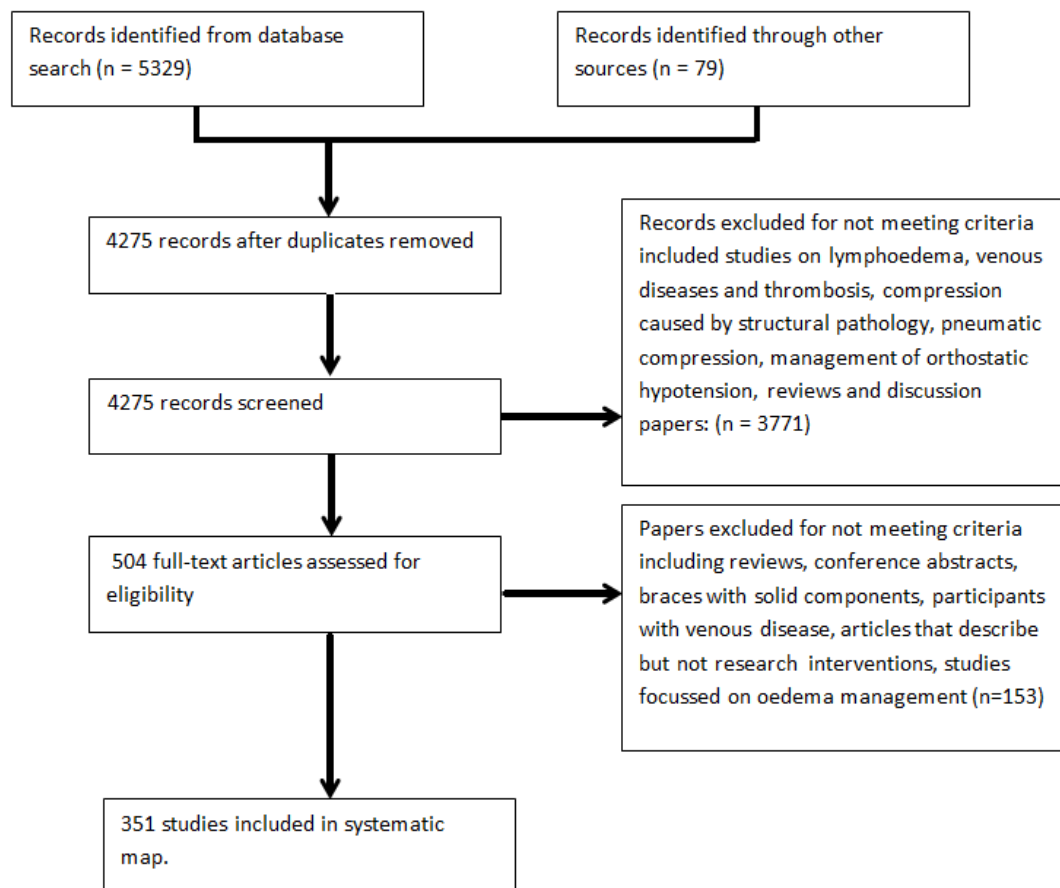 Records identified from database
search (n = 5329)
Records identified through other
sources (n = 79)
4275 records after duplicates removed
Records excluded for not meeting criteria
included studies on lymphoedema, venous
diseases and thrombosis, compression
caused by structural pathology, pneumatic
compression, management of orthostatic
hypotension, reviews and discussion
papers: (n = 3771)
4275 records screened
504 full-text articles assessed for
eligibility
Papers excluded for not meeting criteria
including reviews, conference abstracts,
braces with solid components, participants
with venous disease, articles that describe
but not research interventions, studies
focussed on oedema management (n=153)
351 studies included in systematic
map.